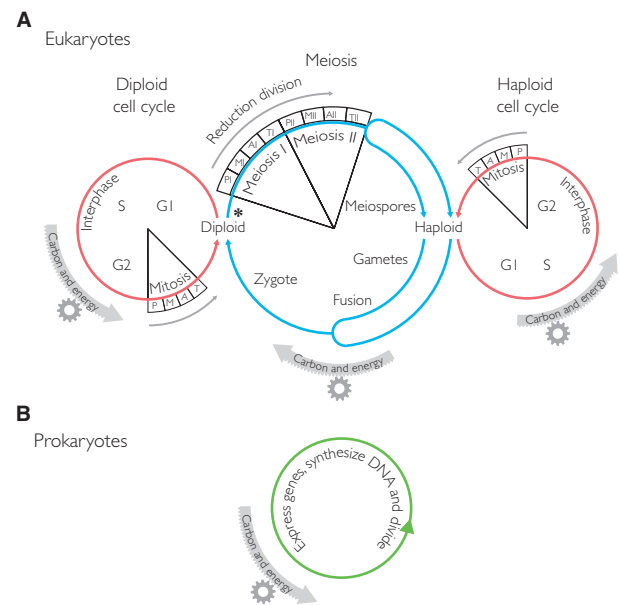 A
Eukaryotes
Meiosis
Diploid
cell cycle
Haploid
cell cycle
Reduction division
PI MI AI TI PII MII AII TII
Meiosis I Meiosis II
T A M P
Mitosis
Interphase
S G1
G2
Mitosis
P M A T
Diploid
*
Meiospores
Haploid
Gametes
Zygote
Fusion
G2
Interphase
G1 S
Carbon and energy
Carbon and energy
Carbon and energy
B
Prokaryotes
Express genes, synthesize DNA and divide
Carbon and energy